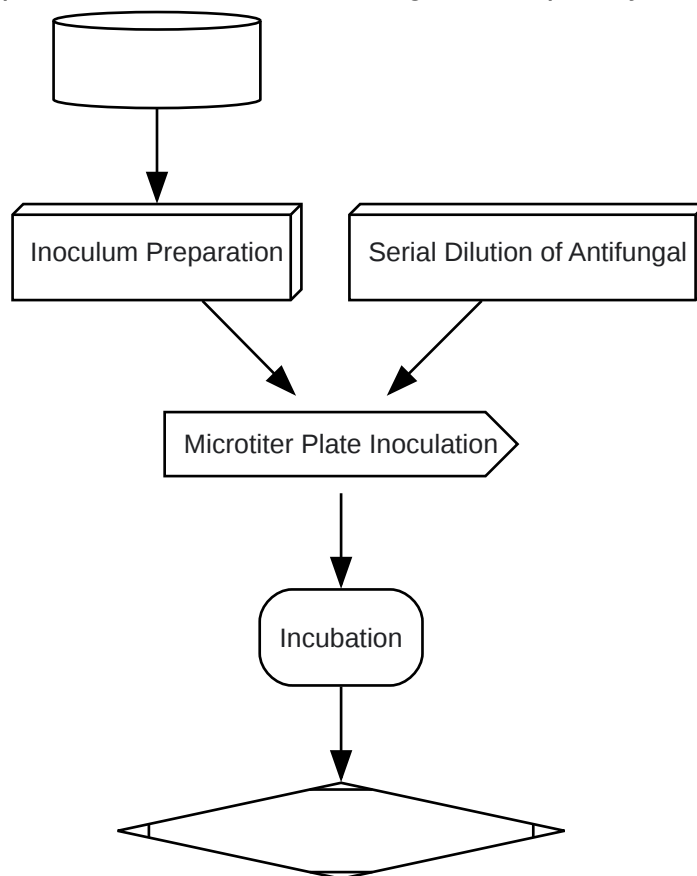 Inoculum Preparation
Serial Dilution of Antifungal
Microtiter Plate Inoculation
Incubation